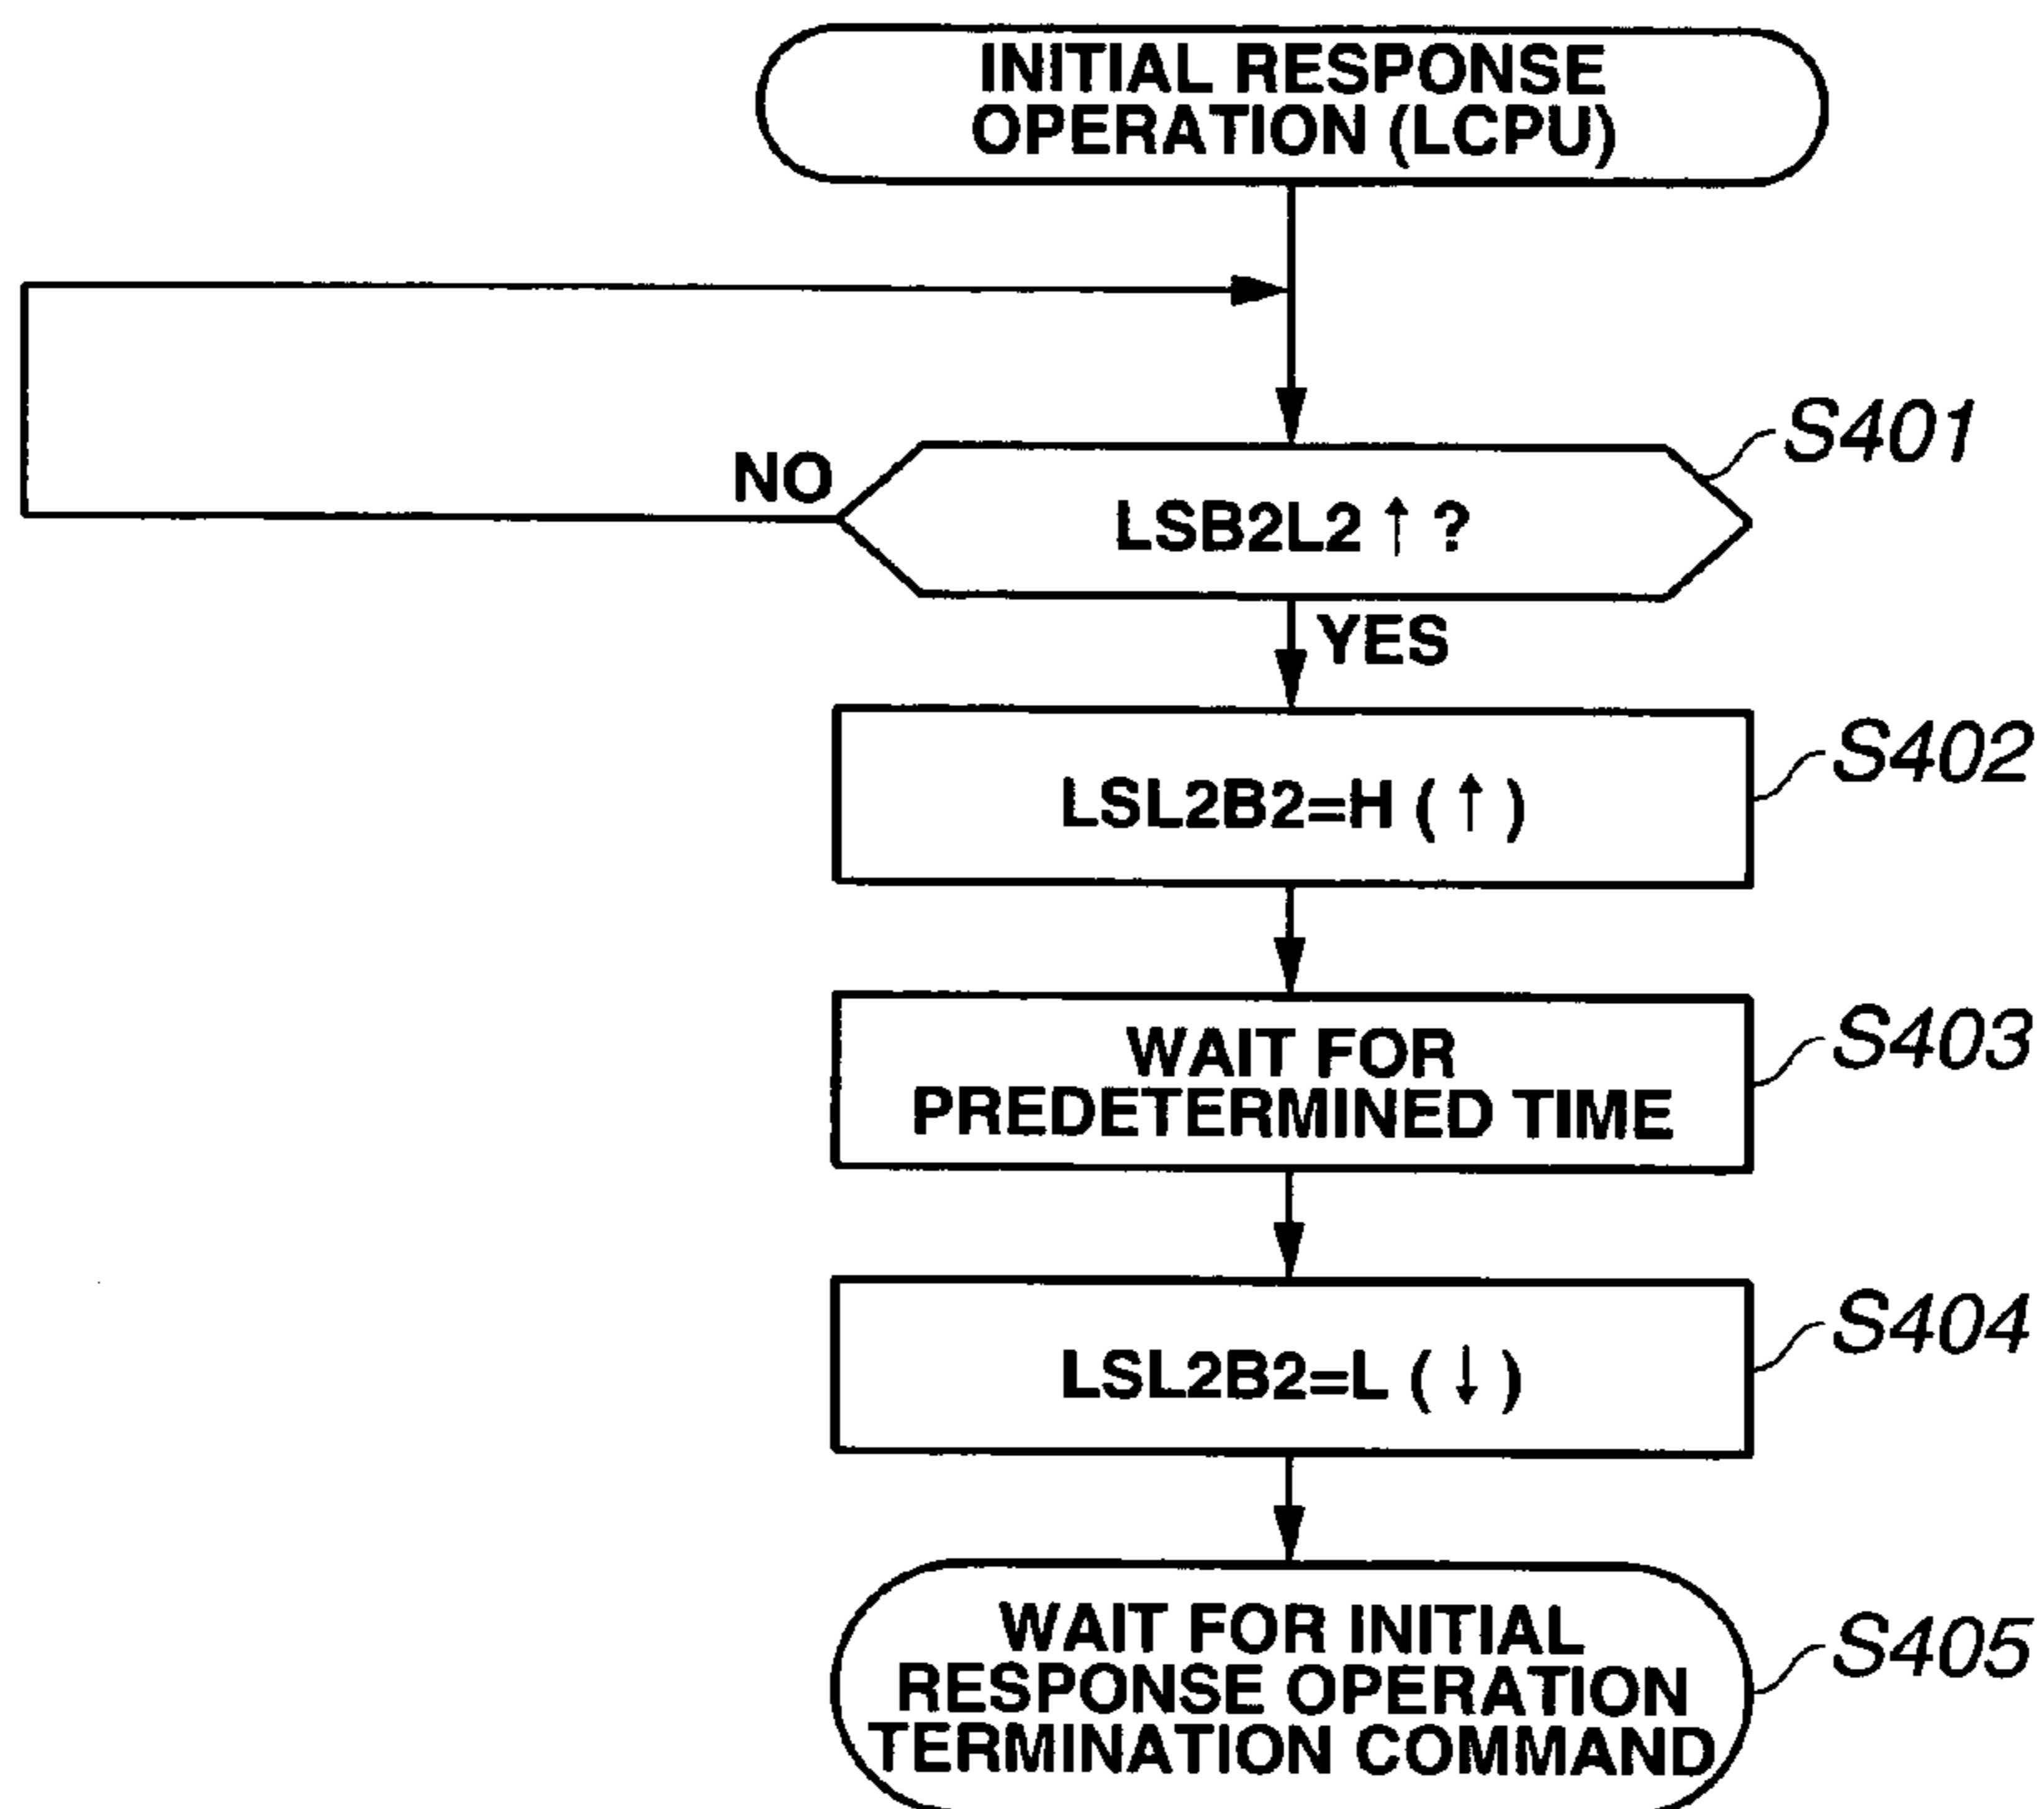 INITIAL RESPONSE
OPERATION (LCPU)
S401
NO
LSB2L2 ↑ ?
YES
S402
LSL2B2=H ( ↑ )
S403
WAIT FOR
PREDETERMINED TIME
S404
LSL2B2=L ( ↓ )
S405
WAIT FOR INITIAL
RESPONSE OPERATION
TERMINATION COMMAND